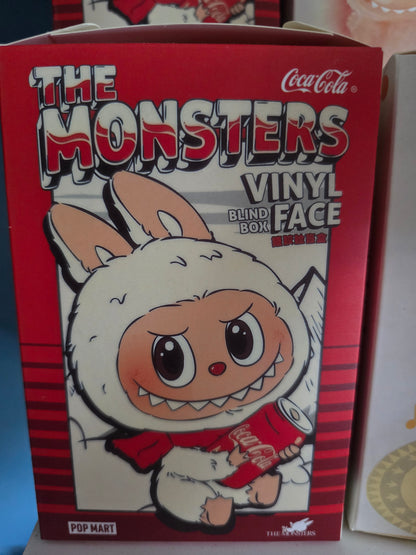 Coca-Cola®
THE
MONSTERS
VINYL
BLIND FACE
BOX
Coca-Cola
POP MART
THE MONSTERS